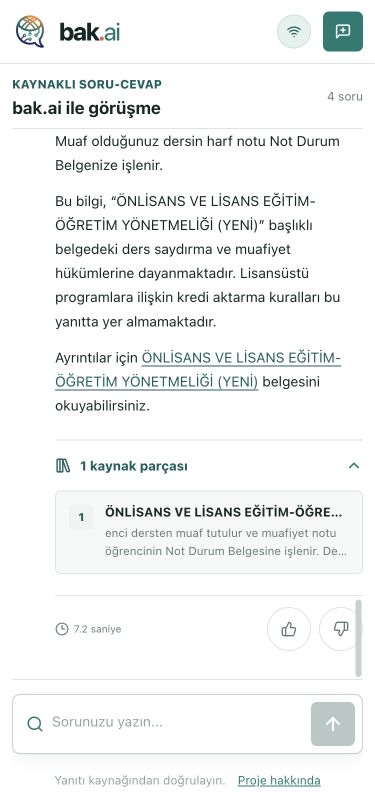 bak.ai
KAYNAKLI SORU-CEVAP
bak.ai ile görüşme
4 soru
Muaf olduğunuz dersin harf notu Not Durum
Belgenize işlenir.
Bu bilgi, “ÖNLİSANS VE LİSANS EĞİTİM-
ÖĞRETİM YÖNETMELİĞİ (YENİ)” başlıklı
belgedeki ders saydırma ve muafiyet
hükümlerine dayanmaktadır. Lisansüstü
programlara ilişkin kredi aktarma kuralları bu
yanıtta yer almamaktadır.
Ayrıntılar için ÖNLİSANS VE LİSANS EĞİTİM-
ÖĞRETİM YÖNETMELİĞİ (YENİ) belgesini
okuyabilirsiniz.
1 kaynak parçası
1
ÖNLİSANS VE LİSANS EĞİTİM-ÖĞRE...
enci dersten muaf tutulur ve muafiyet notu
öğrencinin Not Durum Belgesine işlenir. De...
7.2 saniye
Sorunuzu yazın...
Yanıtı kaynağından doğrulayın. Proje hakkında